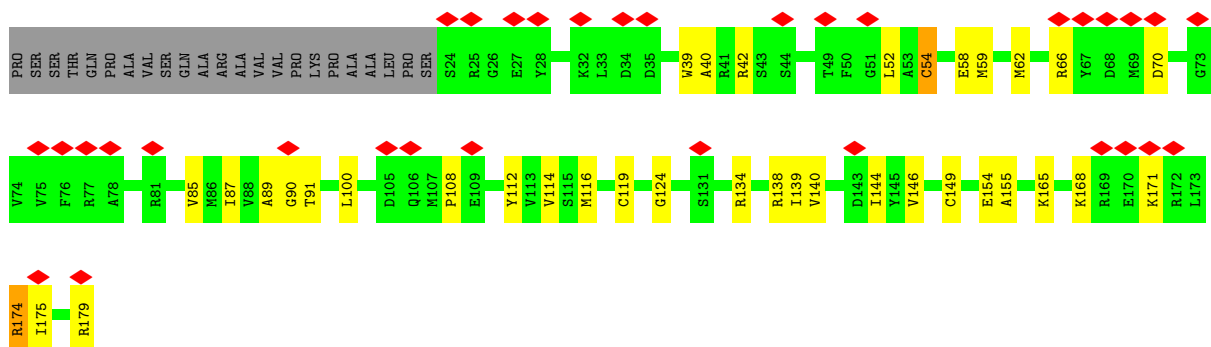 PRO SER SER THR GLN PRO ALA VAL SER GLN ALA ARG ALA VAL VAL PRO LYS PRO ALA ALA LEU PRO SER S24 R25 G26 E27 Y28 K32 L33 D34 D35 W39 A40 R41 R42 S43 S44 T49 F50 G51 L52 A53 C54 E58 M59 M62 R66 Y67 D68 M69 D70 G73
V74 V75 F76 R77 A78 R81 V85 M86 I87 V88 A89 G90 T91 L100 D105 Q106 M107 P108 E109 Y112 V113 V114 S115 M116 C119 G124 S131 R134 R138 I139 V140 D143 I144 Y145 V146 C149 E154 A155 K165 K168 R169 E170 K171 R172 L173
R174 I175 R179